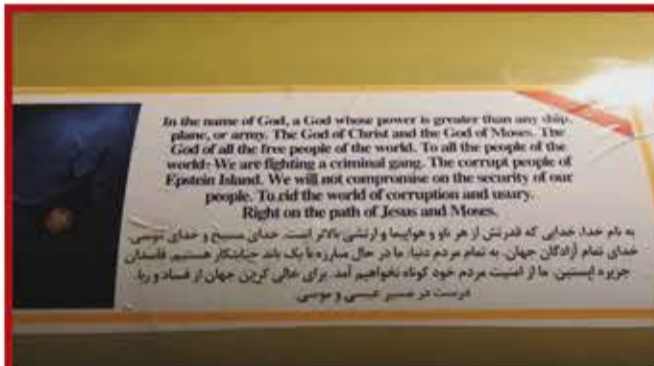 In the name of God, a God whose power is greater than any ship,
plane, or army. The God of Christ and the God of Moses. The
God of all the free people of the world. To all the people of the
world: We are fighting a criminal gang. The corrupt people of
Epstein Island. We will not compromise on the security of our
people. To rid the world of corruption and usury.
Right on the path of Jesus and Moses.
به نام خدا، خدایی که قدرتش از هر ناو و هواپیما و ارتشی بالاتر است. خدای مسیح و خدای موسی
خدای تمام آزادگان جهان. به تمام مردم دنیا: ما در حال مبارزه با یک باند جنایتکار هستیم. فاسدان
جزیره اپستین. ما از امنیت مردم خود کوتاه نخواهیم آمد. برای خالی کردن جهان از فساد و ربا.
درست در مسیر عیسی و موسی.